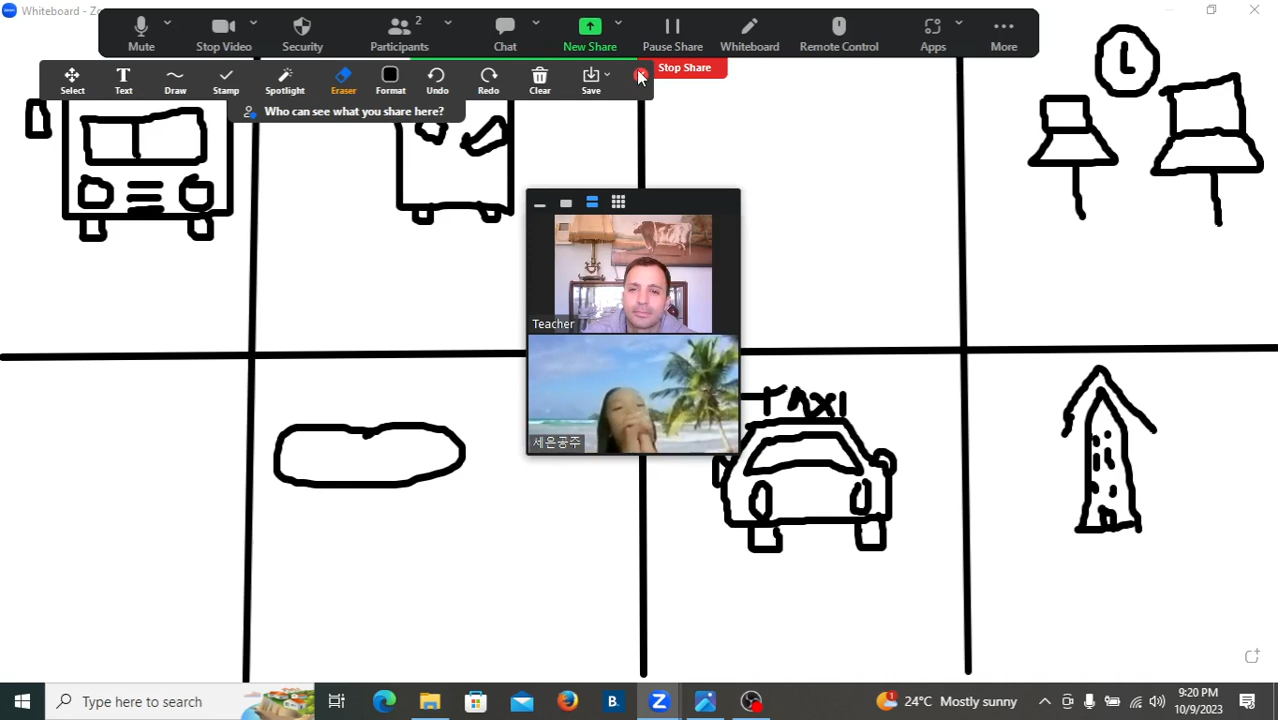 Whiteboard - Zo
Mute
Stop Video
Security
Participants
2
Chat
New Share
Pause Share
Whiteboard
Remote Control
Apps
More
Select
Text
Draw
Stamp
Spotlight
Eraser
Format
Undo
Redo
Clear
Save
Stop Share
Who can see what you share here?
Teacher
세은공주
TAXI
Type here to search
B.
1
24°C Mostly sunny
9:20 PM
10/9/2023